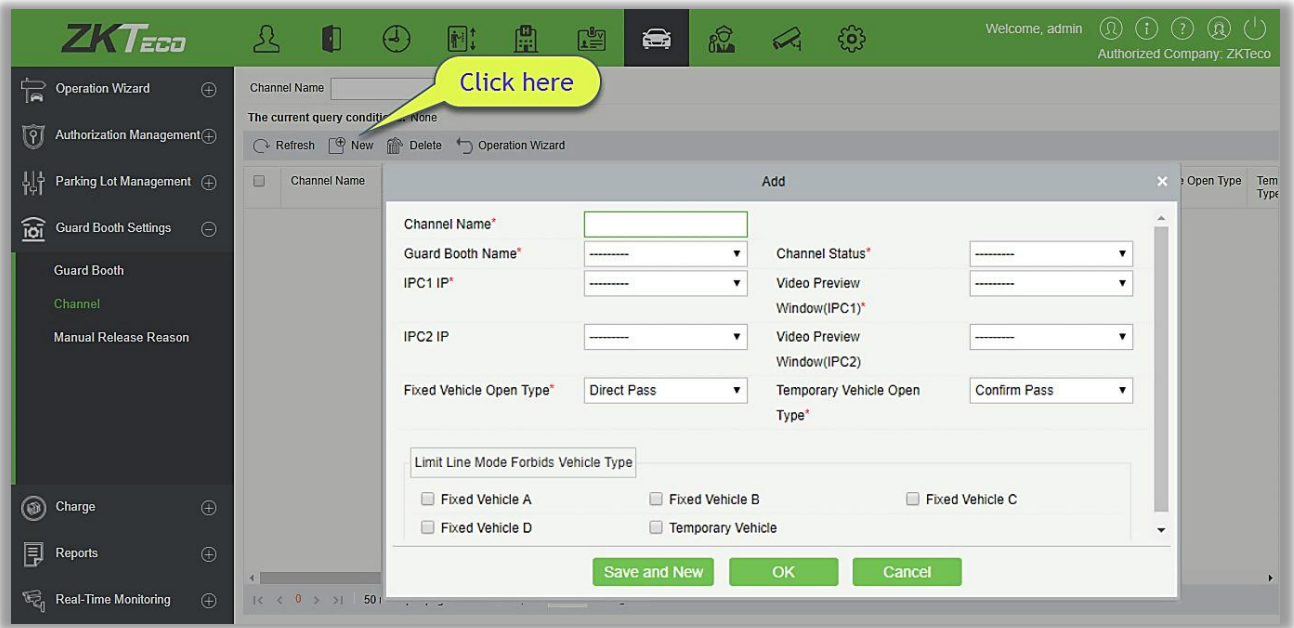 ZKTeco
Welcome, admin
Authorized Company: ZKTeco
Operation Wizard
Authorization Management
Parking Lot Management
Guard Booth Settings
Guard Booth
Channel
Manual Release Reason
Charge
Reports
Real-Time Monitoring
Channel Name
Click here
The current query conditions: None
Refresh New Delete Operation Wizard
Channel Name
Open Type
Tem
Type
Add
Channel Name*
Guard Booth Name* --------- Channel Status* ---------
IPC1 IP* --------- Video Preview Window(IPC1)* ---------
IPC2 IP --------- Video Preview Window(IPC2) ---------
Fixed Vehicle Open Type* Direct Pass Temporary Vehicle Open Type* Confirm Pass
Limit Line Mode Forbids Vehicle Type
Fixed Vehicle A Fixed Vehicle B Fixed Vehicle C
Fixed Vehicle D Temporary Vehicle
Save and New OK Cancel
0 50